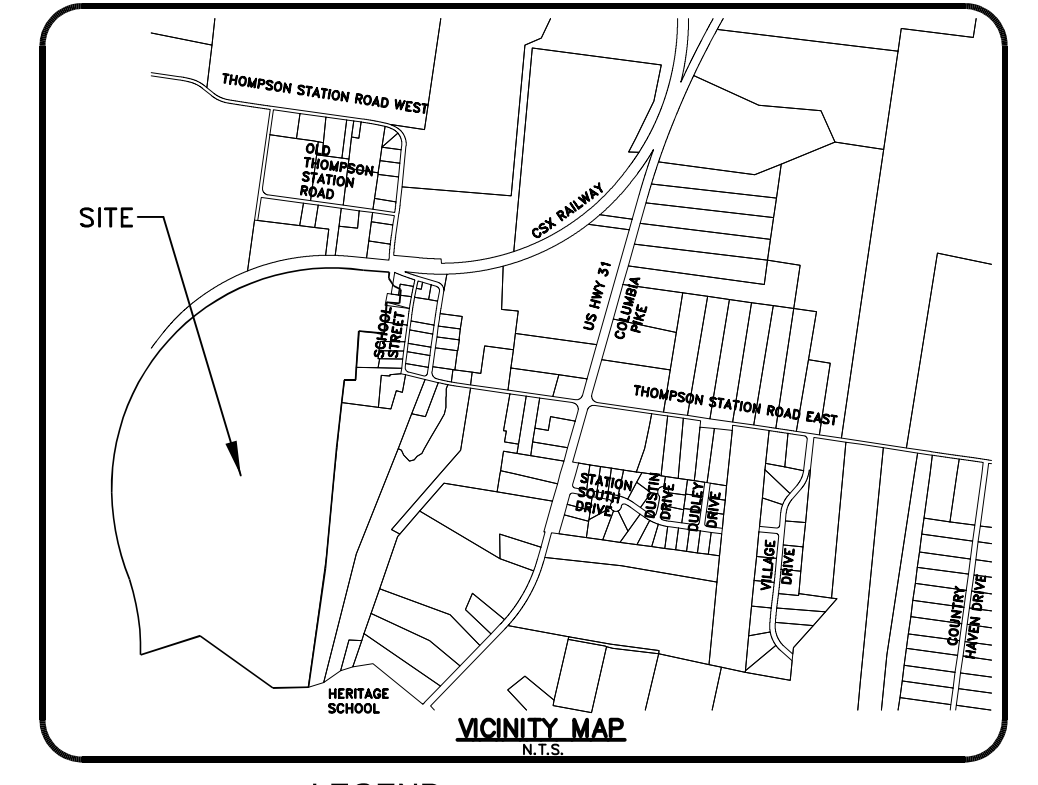 THOMPSON STATION ROAD WEST
OLD
THOMPSON
STATION
ROAD
SITE
CSX RAILWAY
US HWY 31
COLUMBIA
PIKE
SCHOOL
STREET
THOMPSON STATION ROAD EAST
STATION
SOUTH
DRIVE
DUSTIN
DRIVE
DUDLEY
DRIVE
VILLAGE
DRIVE
COUNTRY
HAVEN DRIVE
HERITAGE
SCHOOL
VICINITY MAP
N.T.S.
LEGEND